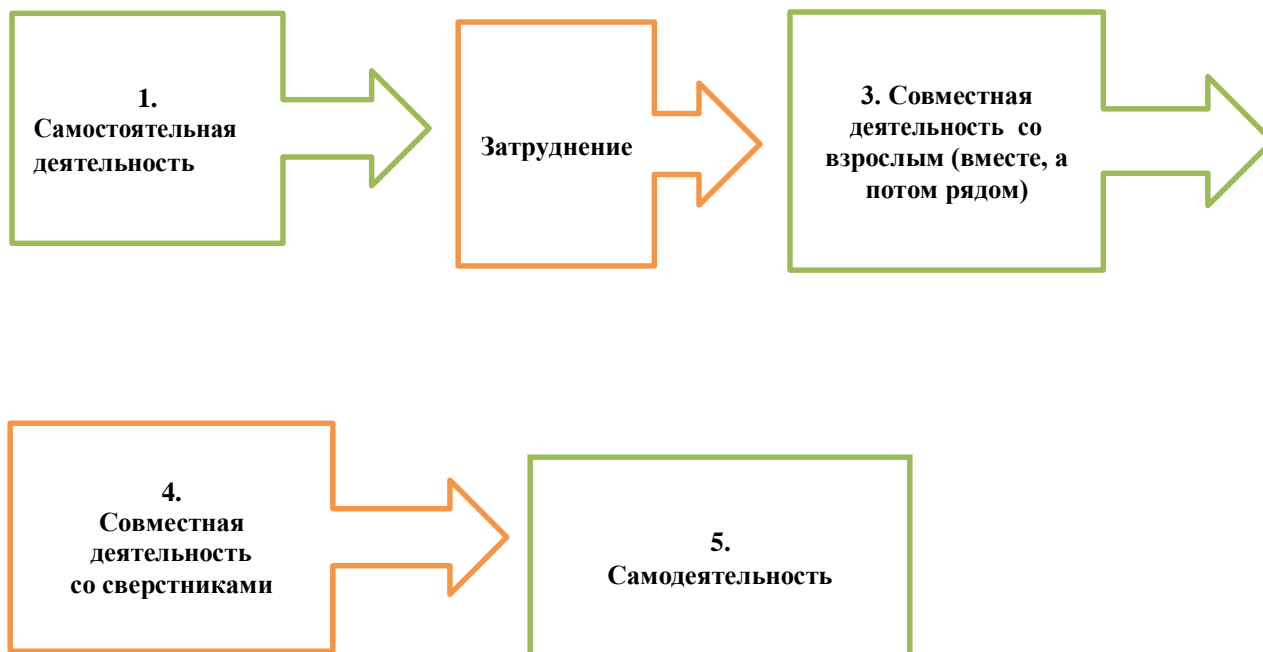 1.
Самостоятельная
деятельность
Затруднение
3. Совместная
деятельность со
взрослым (вместе, а
потом рядом)
4.
Совместная
деятельность
со сверстниками
5.
Самодеятельность